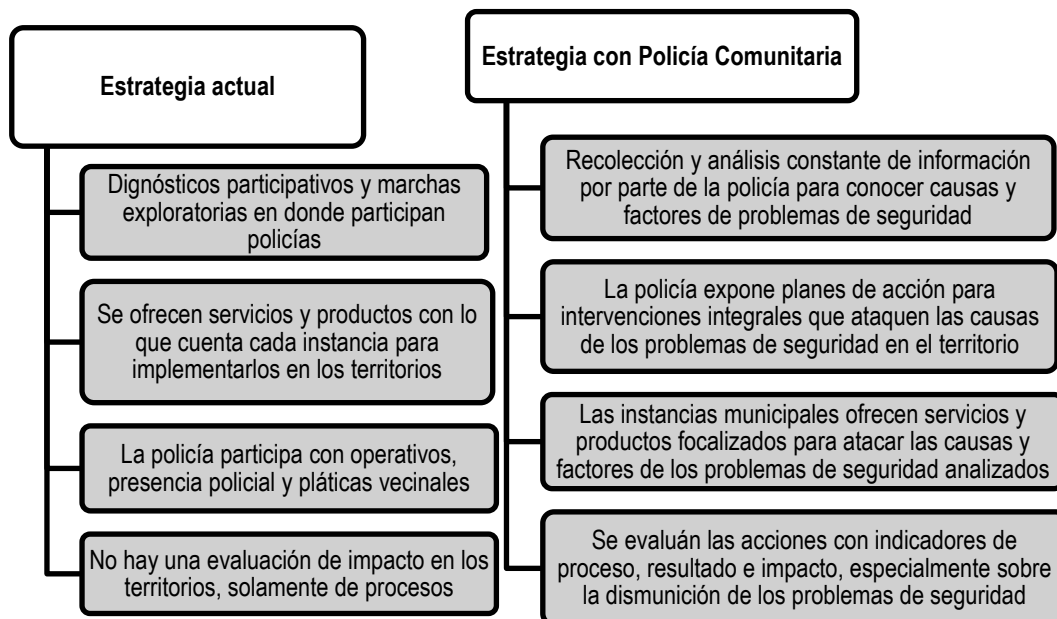 Estrategia actual
Dignósticos participativos y marchas
exploratorias en donde participan
policías
Se ofrecen servicios y productos con lo
que cuenta cada instancia para
implementarlos en los territorios
La policía participa con operativos,
presencia policial y pláticas vecinales
No hay una evaluación de impacto en los
territorios, solamente de procesos
Estrategia con Policía Comunitaria
Recolección y análisis constante de información
por parte de la policía para conocer causas y
factores de problemas de seguridad
La policía expone planes de acción para
intervenciones integrales que ataquen las causas
de los problemas de seguridad en el territorio
Las instancias municipales ofrecen servicios y
productos focalizados para atacar las causas y
factores de los problemas de seguridad analizados
Se evaluán las acciones con indicadores de
proceso, resultado e impacto, especialmente sobre
la dismunición de los problemas de seguridad